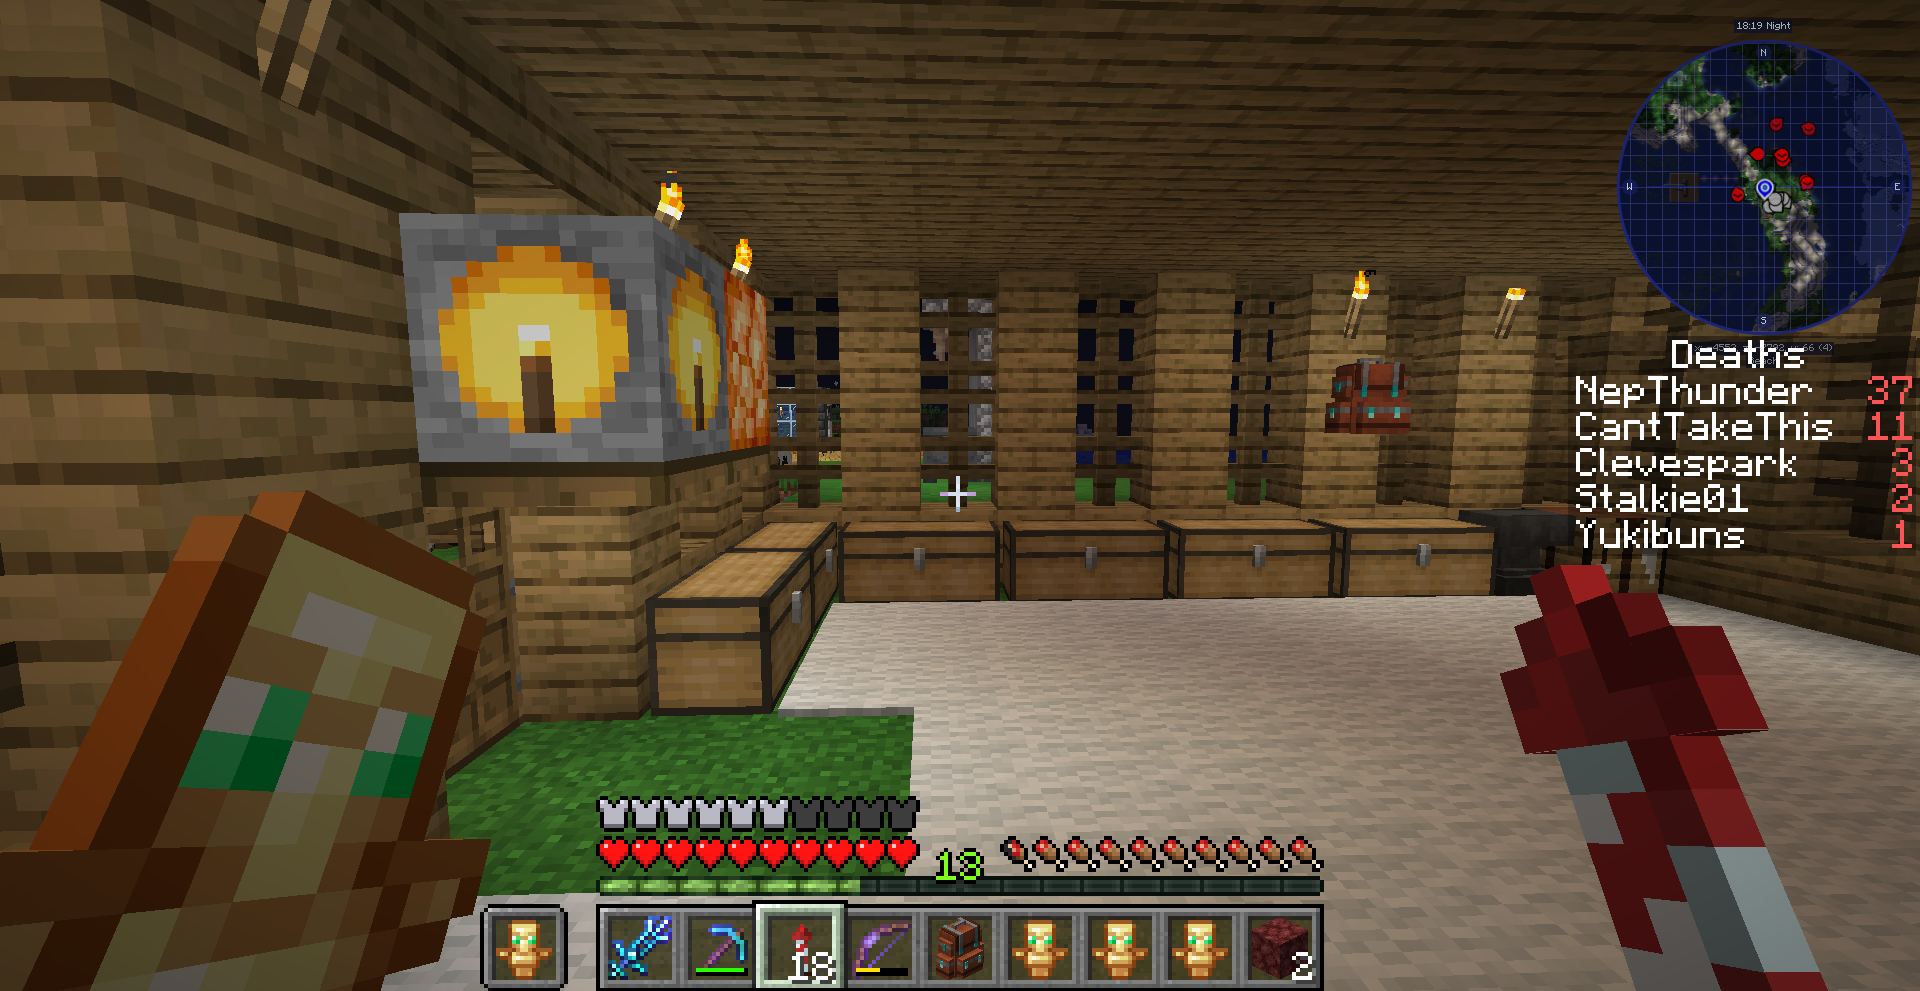 18:19 Night
N
W
E
S
Deaths
NepThunder 37
CantTakeThis 11
Clevespark 3
Stalkie01 2
Yukibuns 1
13
18
2